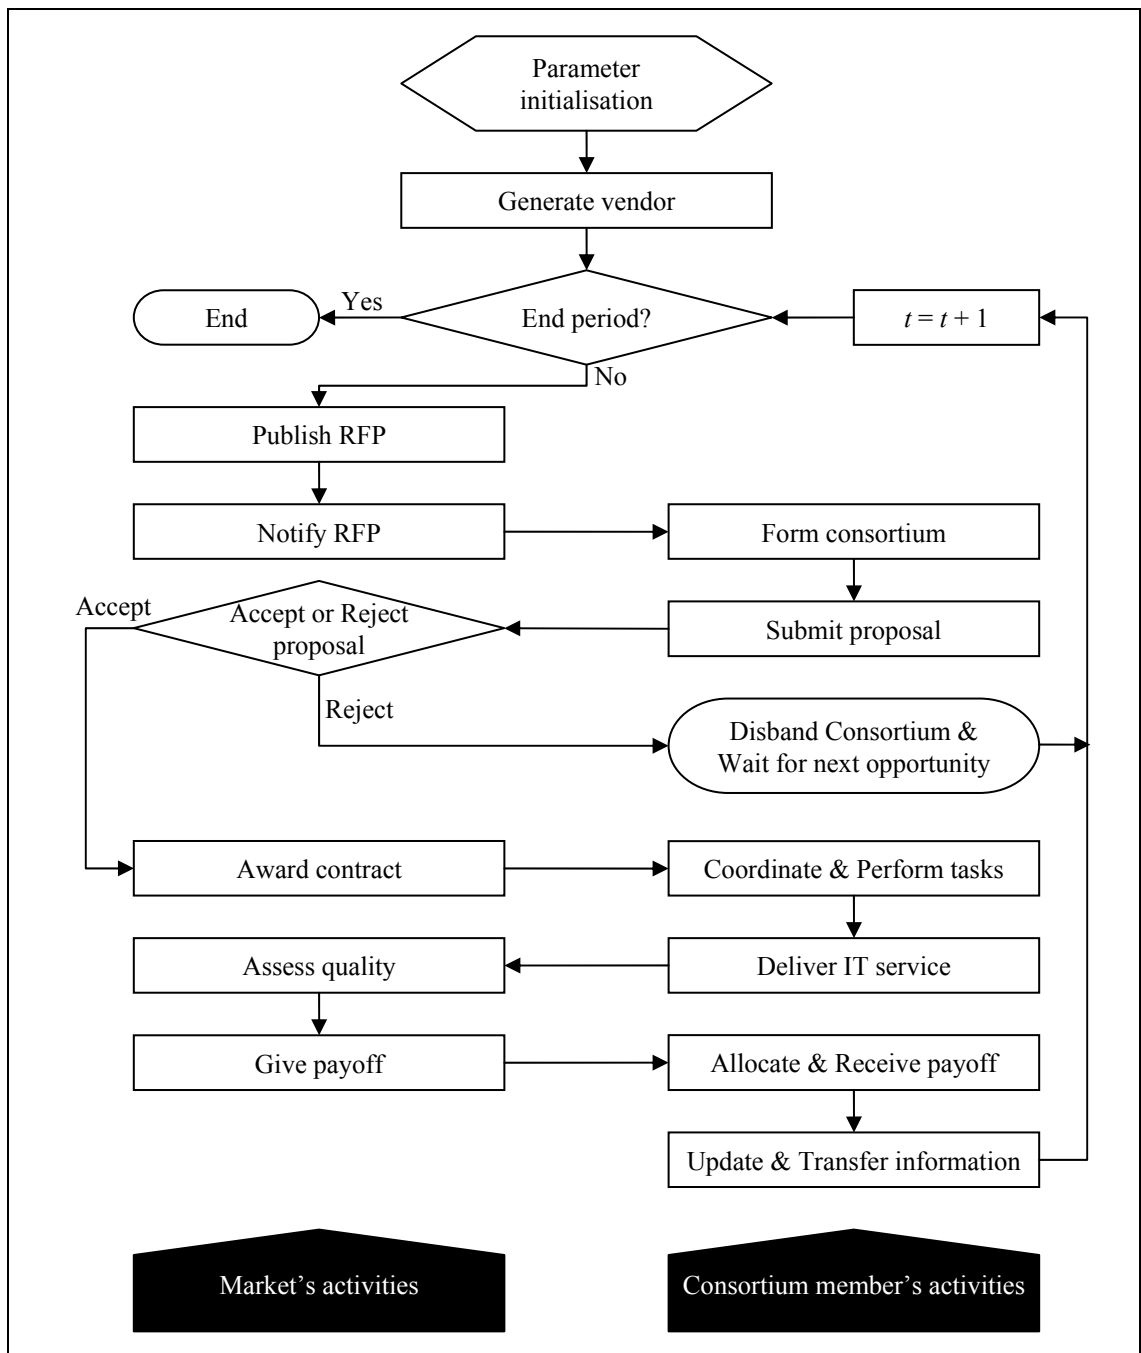 Parameter
initialisation
Generate vendor
Yes
End
End period?
t = t + 1
No
Publish RFP
Notify RFP
Form consortium
Accept
Accept or Reject
proposal
Submit proposal
Reject
Disband Consortium &
Wait for next opportunity
Award contract
Coordinate & Perform tasks
Assess quality
Deliver IT service
Give payoff
Allocate & Receive payoff
Update & Transfer information
Market’s activities
Consortium member’s activities